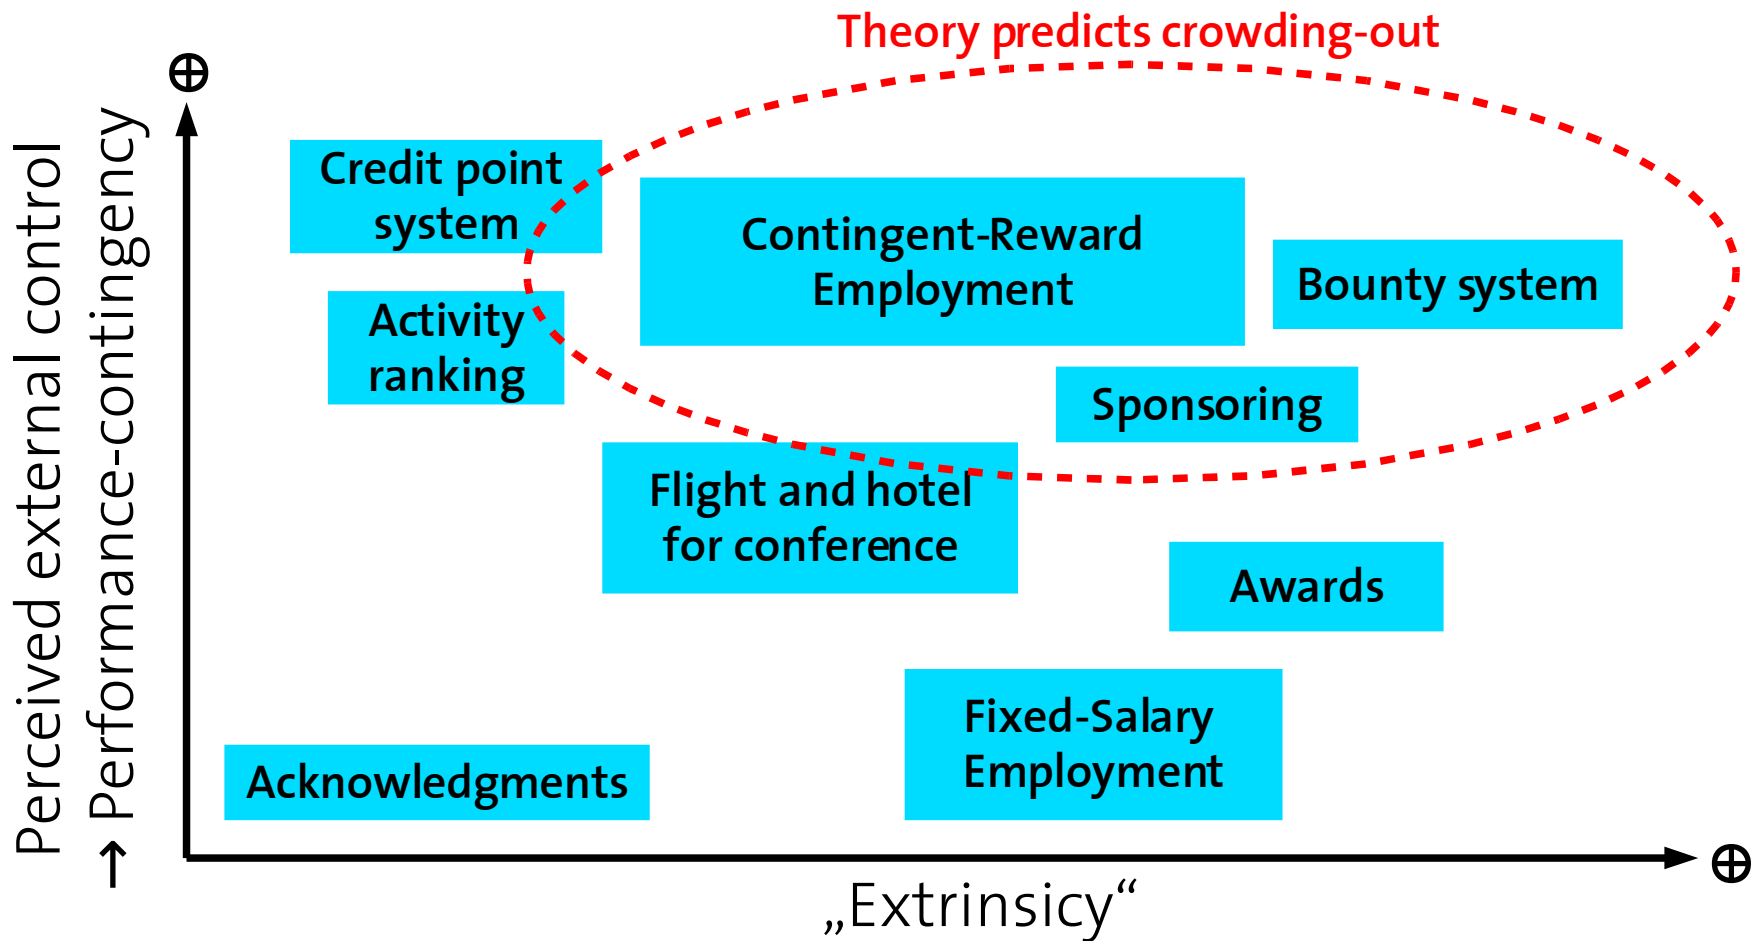 Theory predicts crowding-out
⊕
Perceived external control
→ Performance-contingency
Credit point
system
Contingent-Reward
Employment
Bounty system
Activity
ranking
Sponsoring
Flight and hotel
for conference
Awards
Fixed-Salary
Employment
Acknowledgments
⊕
„Extrinsicy“